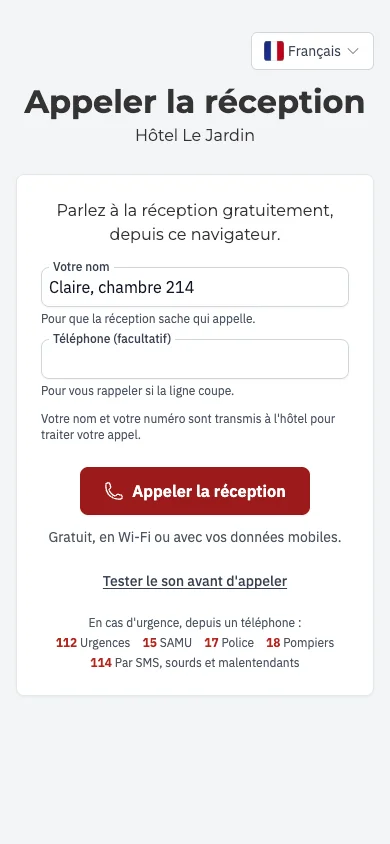 Français
Appeler la réception
Hôtel Le Jardin
Parlez à la réception gratuitement,
depuis ce navigateur.
Votre nom
Claire, chambre 214
Pour que la réception sache qui appelle.
Téléphone (facultatif)
Pour vous rappeler si la ligne coupe.
Votre nom et votre numéro sont transmis à l'hôtel pour
traiter votre appel.
Appeler la réception
Gratuit, en Wi-Fi ou avec vos données mobiles.
Tester le son avant d'appeler
En cas d'urgence, depuis un téléphone :
112 Urgences 15 SAMU 17 Police 18 Pompiers
114 Par SMS, sourds et malentendants